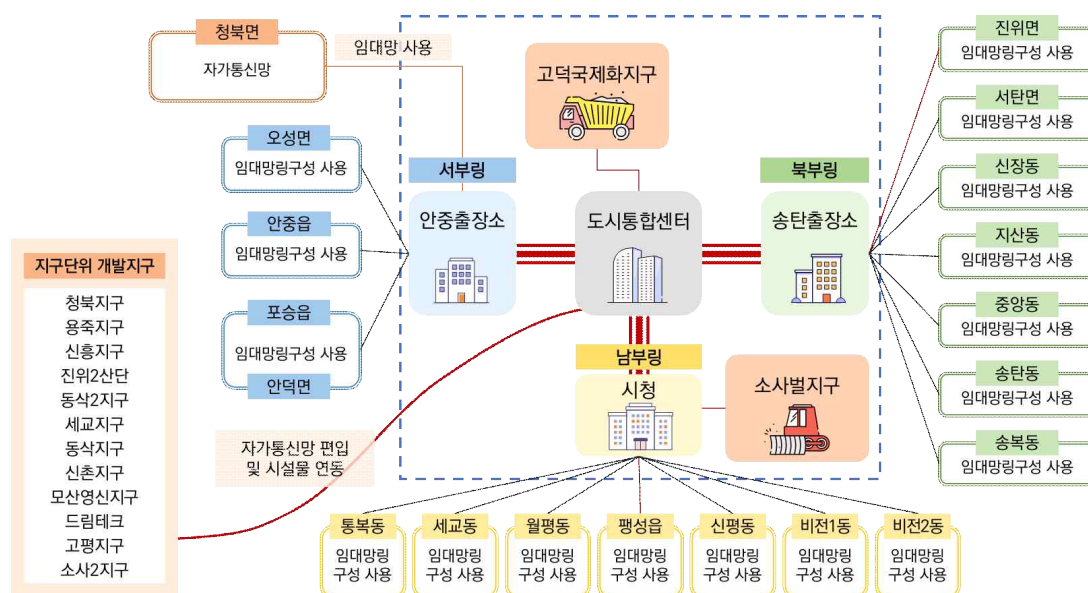 청북면
자가통신망
임대망 사용
오성면
임대망링구성 사용
안중읍
임대망링구성 사용
포승읍
임대망링구성 사용
안덕면
지구단위 개발지구
청북지구
용죽지구
신흥지구
진위2산단
동삭2지구
세교지구
동삭지구
신촌지구
모산영신지구
드림테크
고평지구
소사2지구
자가통신망 편입
및 시설물 연동
고덕국제화지구
서부링
안중출장소
도시통합센터
북부링
송탄출장소
남부링
시청
소사벌지구
진위면
임대망링구성 사용
서탄면
임대망링구성 사용
신장동
임대망링구성 사용
지산동
임대망링구성 사용
중앙동
임대망링구성 사용
송탄동
임대망링구성 사용
송복동
임대망링구성 사용
통복동
임대망링
구성 사용
세교동
임대망링
구성 사용
월평동
임대망링
구성 사용
팽성읍
임대망링
구성 사용
신평동
임대망링
구성 사용
비전1동
임대망링
구성 사용
비전2동
임대망링
구성 사용